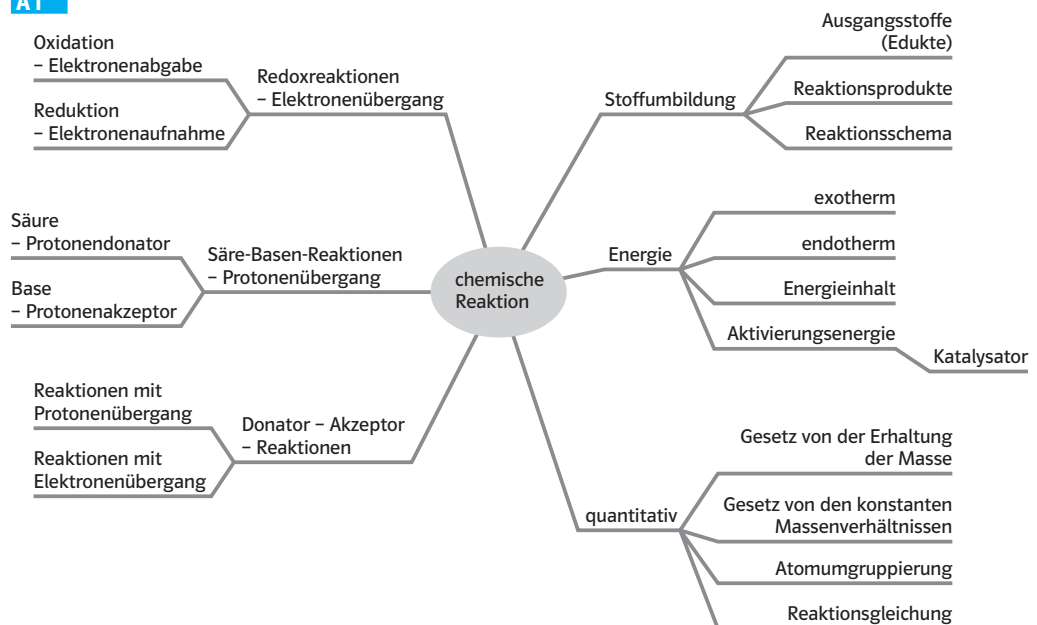 A1
Oxidation
– Elektronenabgabe
Reduktion
– Elektronenaufnahme
Redoxreaktionen
– Elektronenübergang
Säure
– Protonendonator
Base
– Protonenakzeptor
Säre-Basen-Reaktionen
– Protonenübergang
Reaktionen mit
Protonenübergang
Reaktionen mit
Elektronenübergang
Donator – Akzeptor
– Reaktionen
chemische
Reaktion
Stoffumbildung
Ausgangsstoffe
(Edukte)
Reaktionsprodukte
Reaktionsschema
Energie
exotherm
endotherm
Energieinhalt
Aktivierungsenergie
Katalysator
quantitativ
Gesetz von der Erhaltung
der Masse
Gesetz von den konstanten
Massenverhältnissen
Atomumgruppierung
Reaktionsgleichung